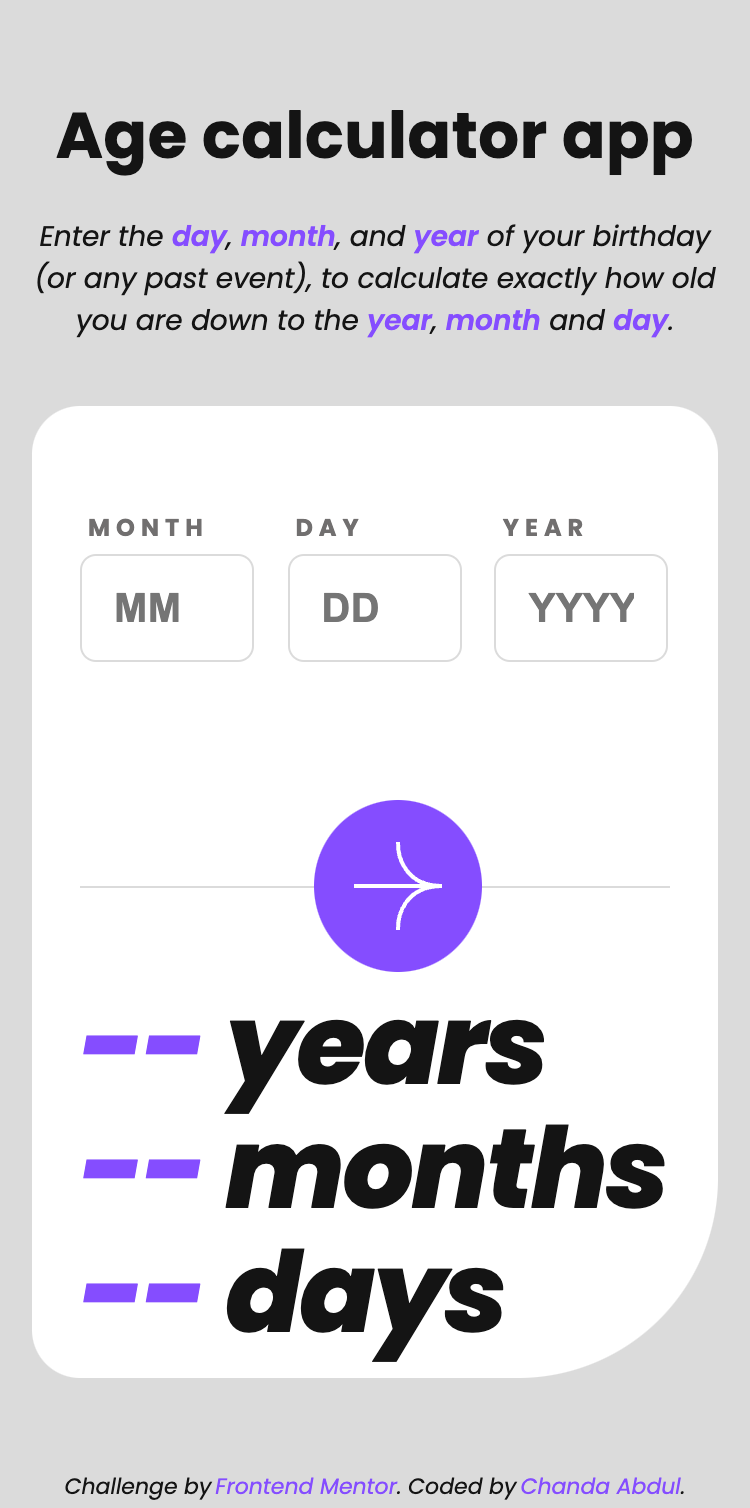 Age calculator app
Enter the day, month, and year of your birthday
(or any past event), to calculate exactly how old
you are down to the year, month and day.
MONTH DAY YEAR
MM DD YYYY
-- years
-- months
-- days
Challenge by Frontend Mentor. Coded by Chanda Abdul.